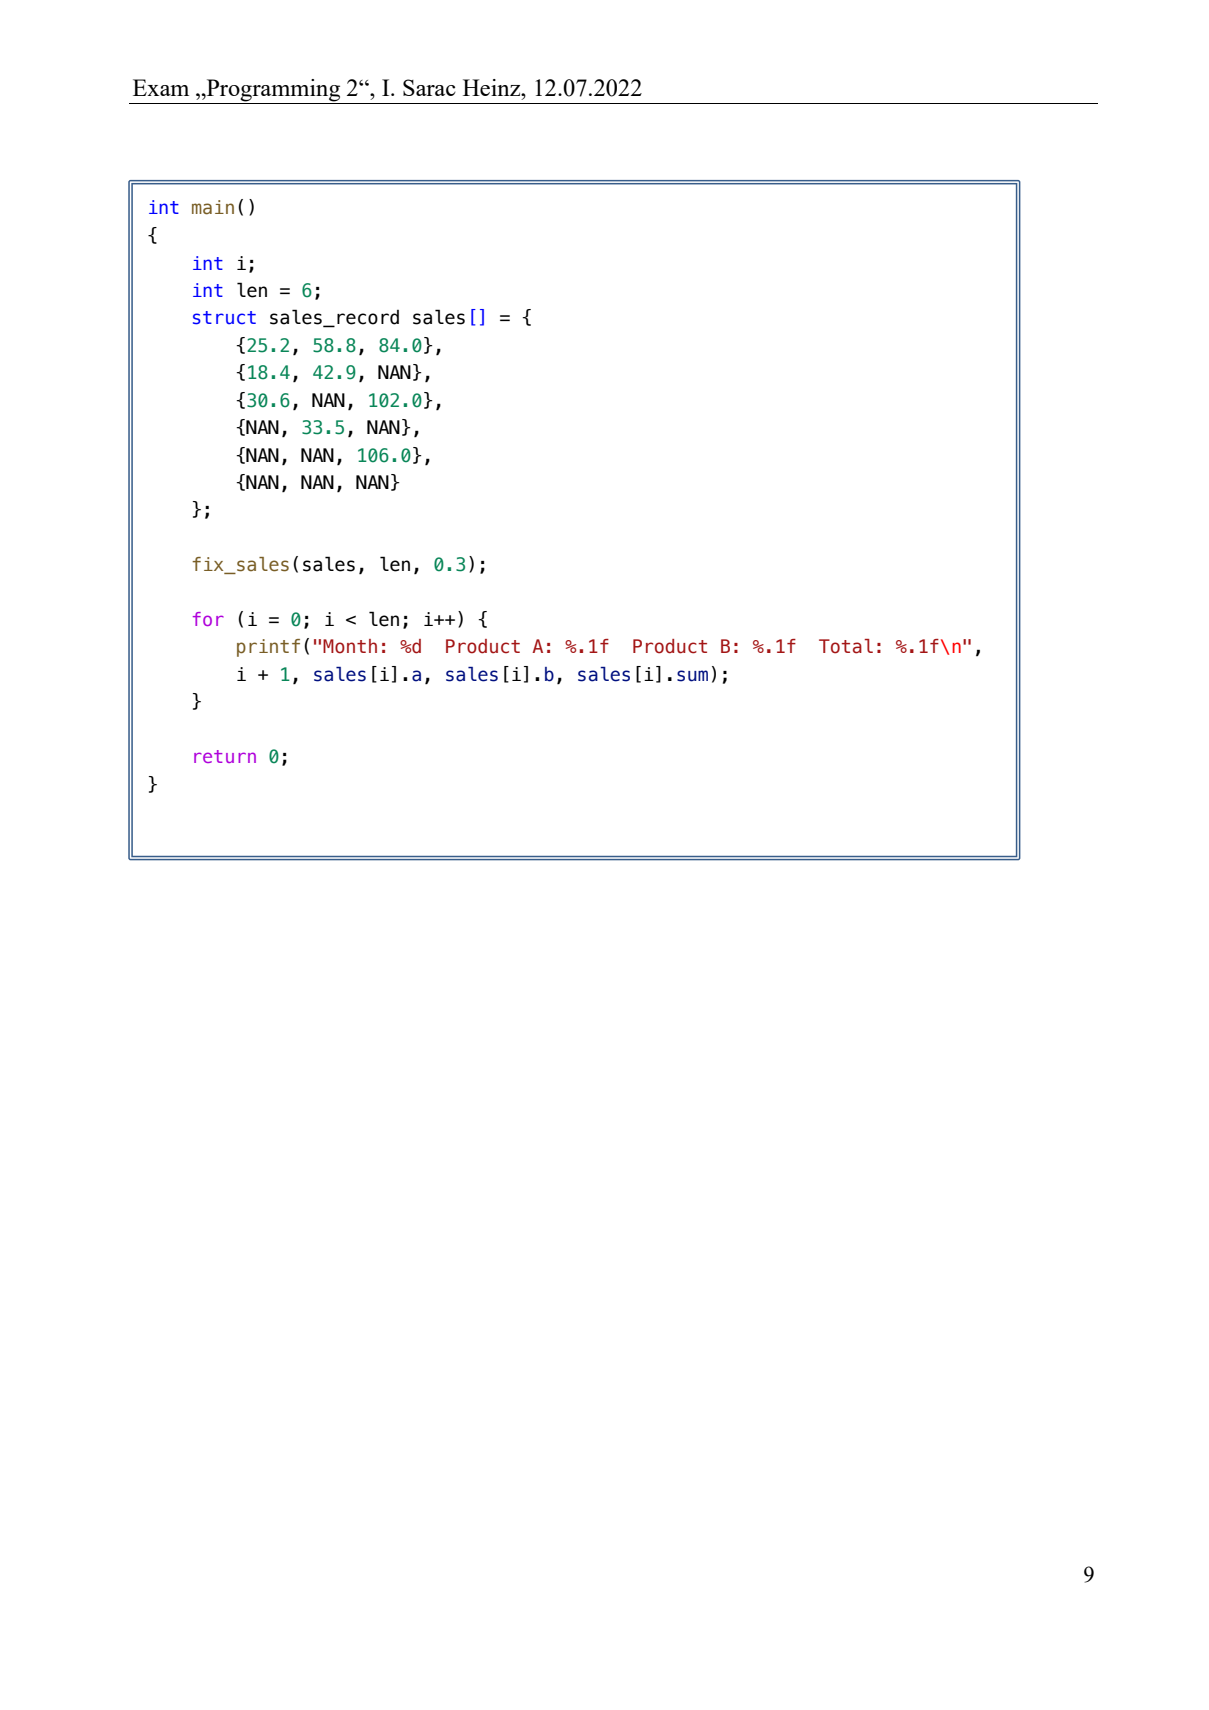 Exam „Programming 2“, I. Sarac Heinz, 12.07.2022
int main()
{
    int i;
    int len = 6;
    struct sales_record sales[] = {
        {25.2, 58.8, 84.0},
        {18.4, 42.9, NAN},
        {30.6, NAN, 102.0},
        {NAN, 33.5, NAN},
        {NAN, NAN, 106.0},
        {NAN, NAN, NAN}
    };
    fix_sales(sales, len, 0.3);
    for (i = 0; i < len; i++) {
        printf("Month: %d  Product A: %.1f  Product B: %.1f  Total: %.1f\n",
        i + 1, sales[i].a, sales[i].b, sales[i].sum);
    }
    return 0;
}
9